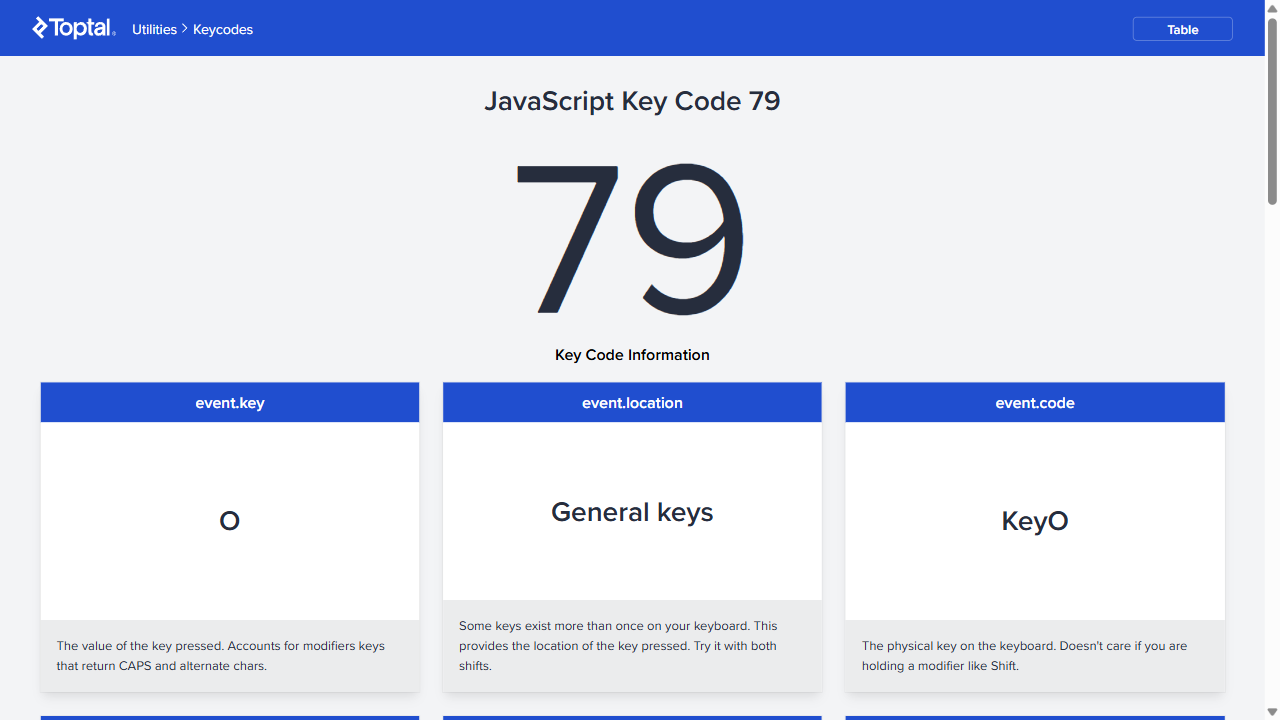 Toptal®
Utilities > Keycodes
Table
JavaScript Key Code 79
79
Key Code Information
event.key
O
The value of the key pressed. Accounts for modifiers keys
that return CAPS and alternate chars.
event.location
General keys
Some keys exist more than once on your keyboard. This
provides the location of the key pressed. Try it with both
shifts.
event.code
KeyO
The physical key on the keyboard. Doesn't care if you are
holding a modifier like Shift.